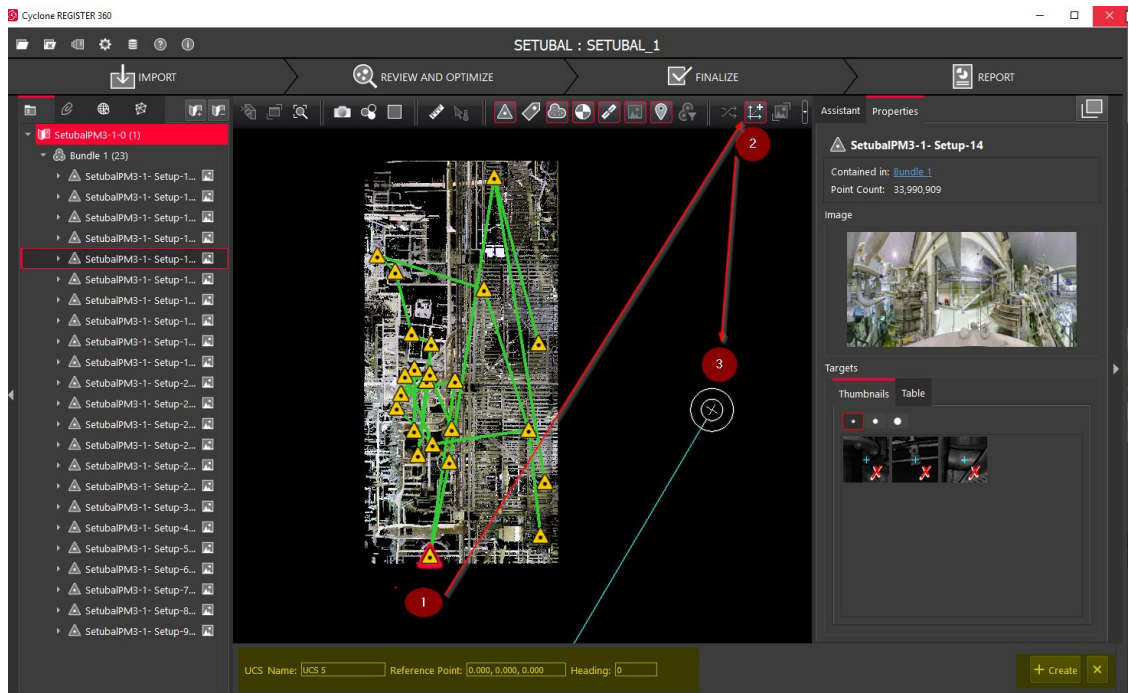 Cyclone REGISTER 360
SETUBAL : SETUBAL_1
IMPORT
REVIEW AND OPTIMIZE
FINALIZE
REPORT
Assistant Properties
SetubalPM3-1-0 (1)
Bundle 1 (23)
SetubalPM3-1- Setup-1...
SetubalPM3-1- Setup-1...
SetubalPM3-1- Setup-1...
SetubalPM3-1- Setup-1...
SetubalPM3-1- Setup-1...
SetubalPM3-1- Setup-1...
SetubalPM3-1- Setup-1...
SetubalPM3-1- Setup-1...
SetubalPM3-1- Setup-1...
SetubalPM3-1- Setup-1...
SetubalPM3-1- Setup-2...
SetubalPM3-1- Setup-2...
SetubalPM3-1- Setup-2...
SetubalPM3-1- Setup-2...
SetubalPM3-1- Setup-2...
SetubalPM3-1- Setup-2...
SetubalPM3-1- Setup-3...
SetubalPM3-1- Setup-4...
SetubalPM3-1- Setup-5...
SetubalPM3-1- Setup-6...
SetubalPM3-1- Setup-7...
SetubalPM3-1- Setup-8...
SetubalPM3-1- Setup-9...
2
3
1
SetubalPM3-1- Setup-14
Contained in: Bundle 1
Point Count: 33,990,909
Image
Targets
Thumbnails Table
UCS Name: UCS 5 Reference Point: 0.000, 0.000, 0.000 Heading: 0
+ Create